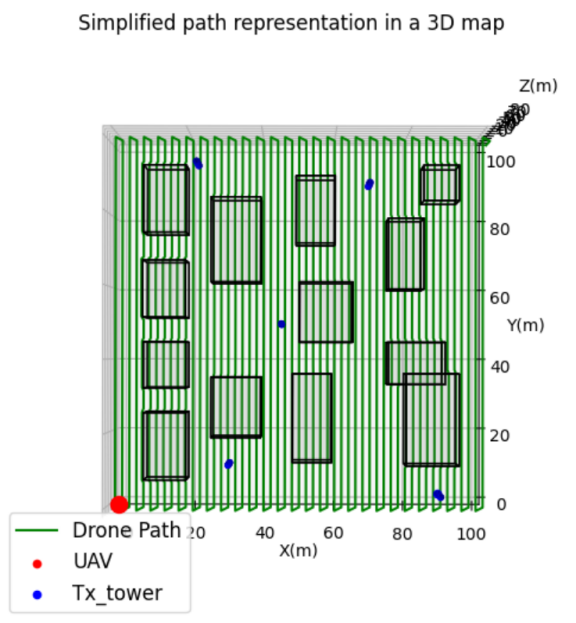 Simplified path representation in a 3D map
Z(m)
100
80
60
Y(m)
40
20
0
20 40 60 80 100
X(m)
Drone Path
UAV
Tx_tower